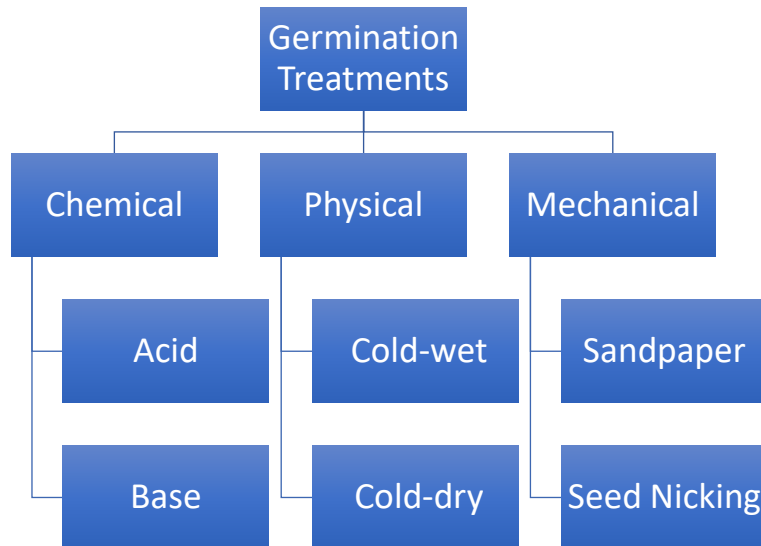 Germination
Treatments
Chemical
Physical
Mechanical
Acid
Cold-wet
Sandpaper
Base
Cold-dry
Seed Nicking